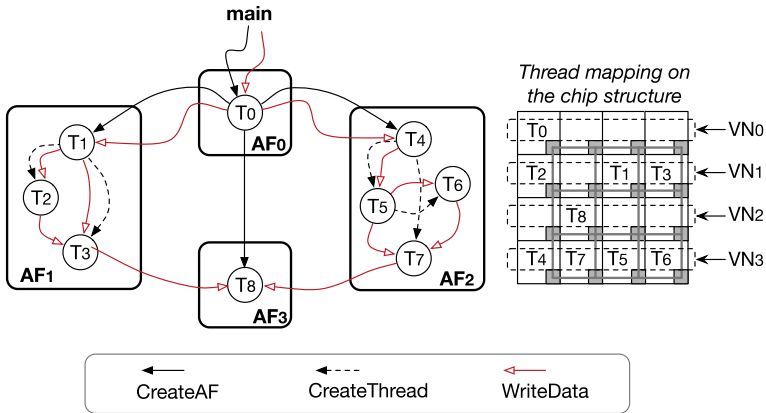 main
T0
AF0
T1
T2
T3
AF1
T4
T6
T5
T7
AF2
T8
AF3
Thread mapping on
the chip structure
T0 VN0
T2 T1 T3 VN1
T8 VN2
T4 T7 T5 T6 VN3
CreateAF CreateThread WriteData